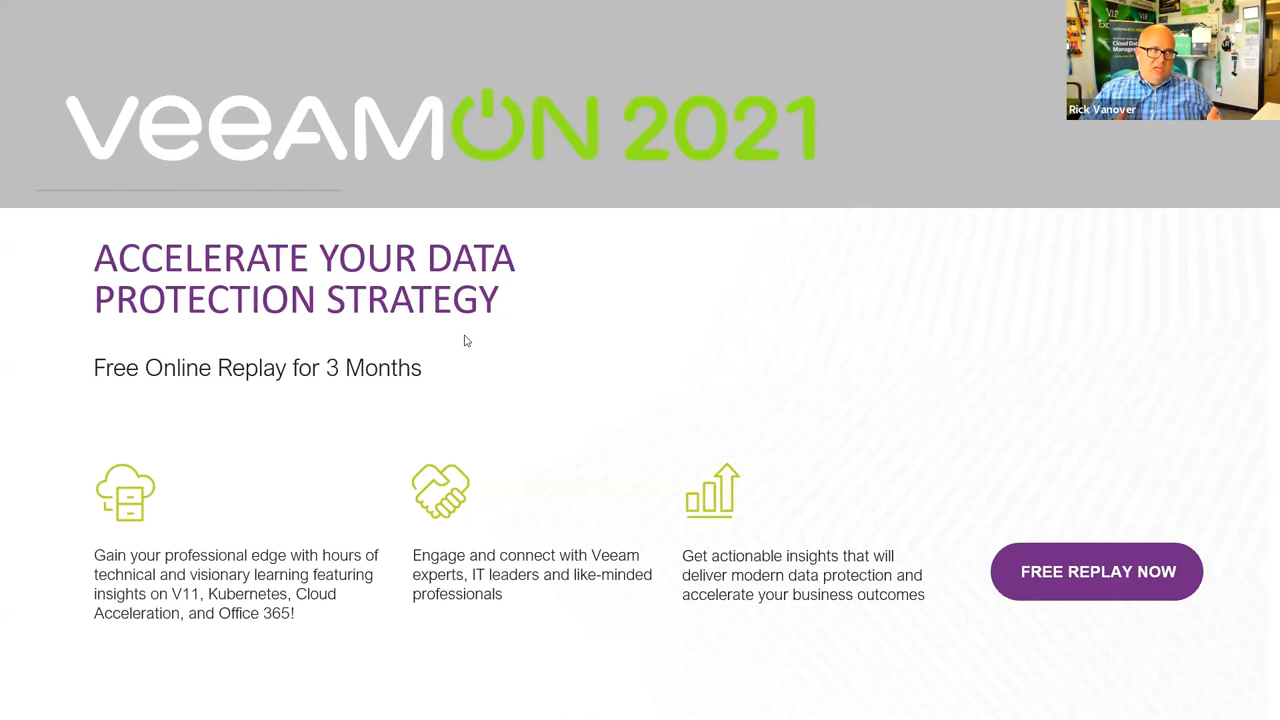 VEEAMON 2021
Rick Vanover
Cloud Data
Management
ACCELERATE YOUR DATA
PROTECTION STRATEGY
Free Online Replay for 3 Months
Gain your professional edge with hours of
technical and visionary learning featuring
insights on V11, Kubernetes, Cloud
Acceleration, and Office 365!
Engage and connect with Veeam
experts, IT leaders and like-minded
professionals
Get actionable insights that will
deliver modern data protection and
accelerate your business outcomes
FREE REPLAY NOW